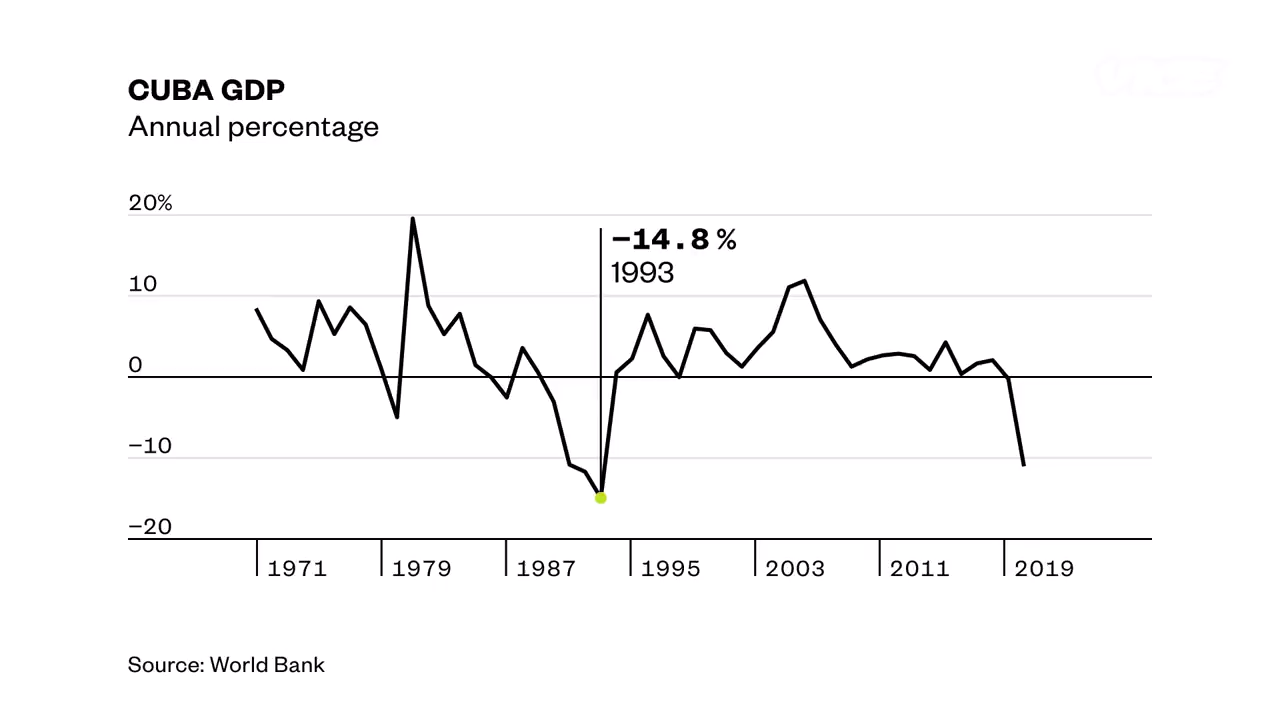 CUBA GDP
Annual percentage
20%
−14.8%
1993
10
0
−10
−20
1971 1979 1987 1995 2003 2011 2019
Source: World Bank